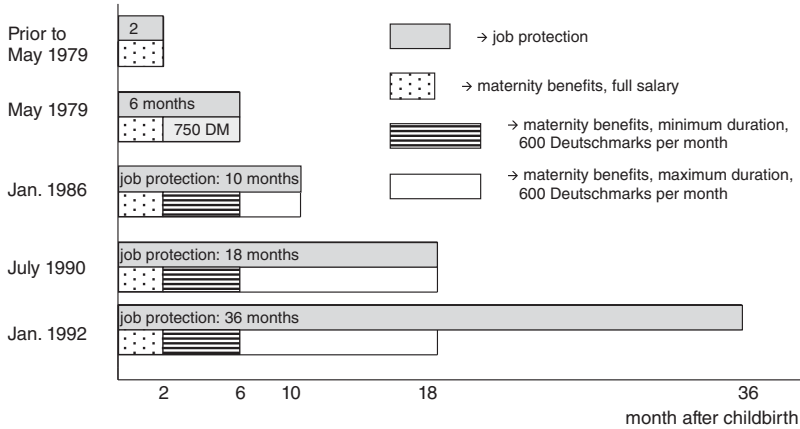 Prior to
May 1979
2
→ job protection
→ maternity benefits, full salary
May 1979
6 months
750 DM
→ maternity benefits, minimum duration,
600 Deutschmarks per month
Jan. 1986
job protection: 10 months
→ maternity benefits, maximum duration,
600 Deutschmarks per month
July 1990
job protection: 18 months
Jan. 1992
job protection: 36 months
2 6 10 18 36
month after childbirth